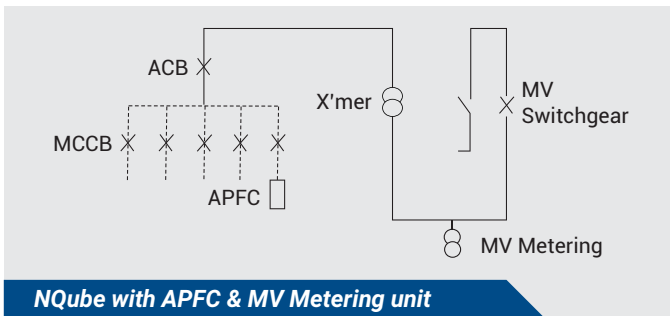 ACB
X'mer
MV
Switchgear
MCCB
APFC
MV Metering
NQube with APFC & MV Metering unit